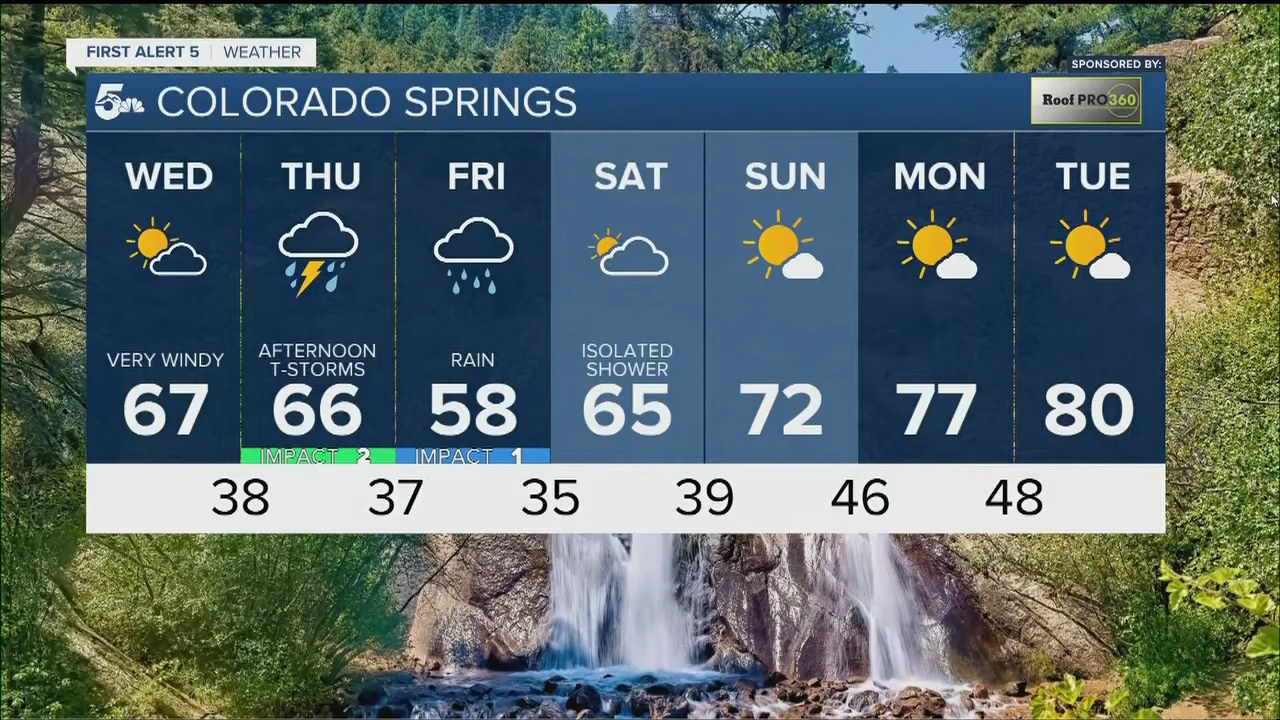 FIRST ALERT 5 | WEATHER
SPONSORED BY:
5 COLORADO SPRINGS
Roof PRO360
WED THU FRI SAT SUN MON TUE
VERY WINDY
AFTERNOON
T-STORMS
RAIN
ISOLATED
SHOWER
67 66 58 65 72 77 80
IMPACT 2 IMPACT 1
38 37 35 39 46 48